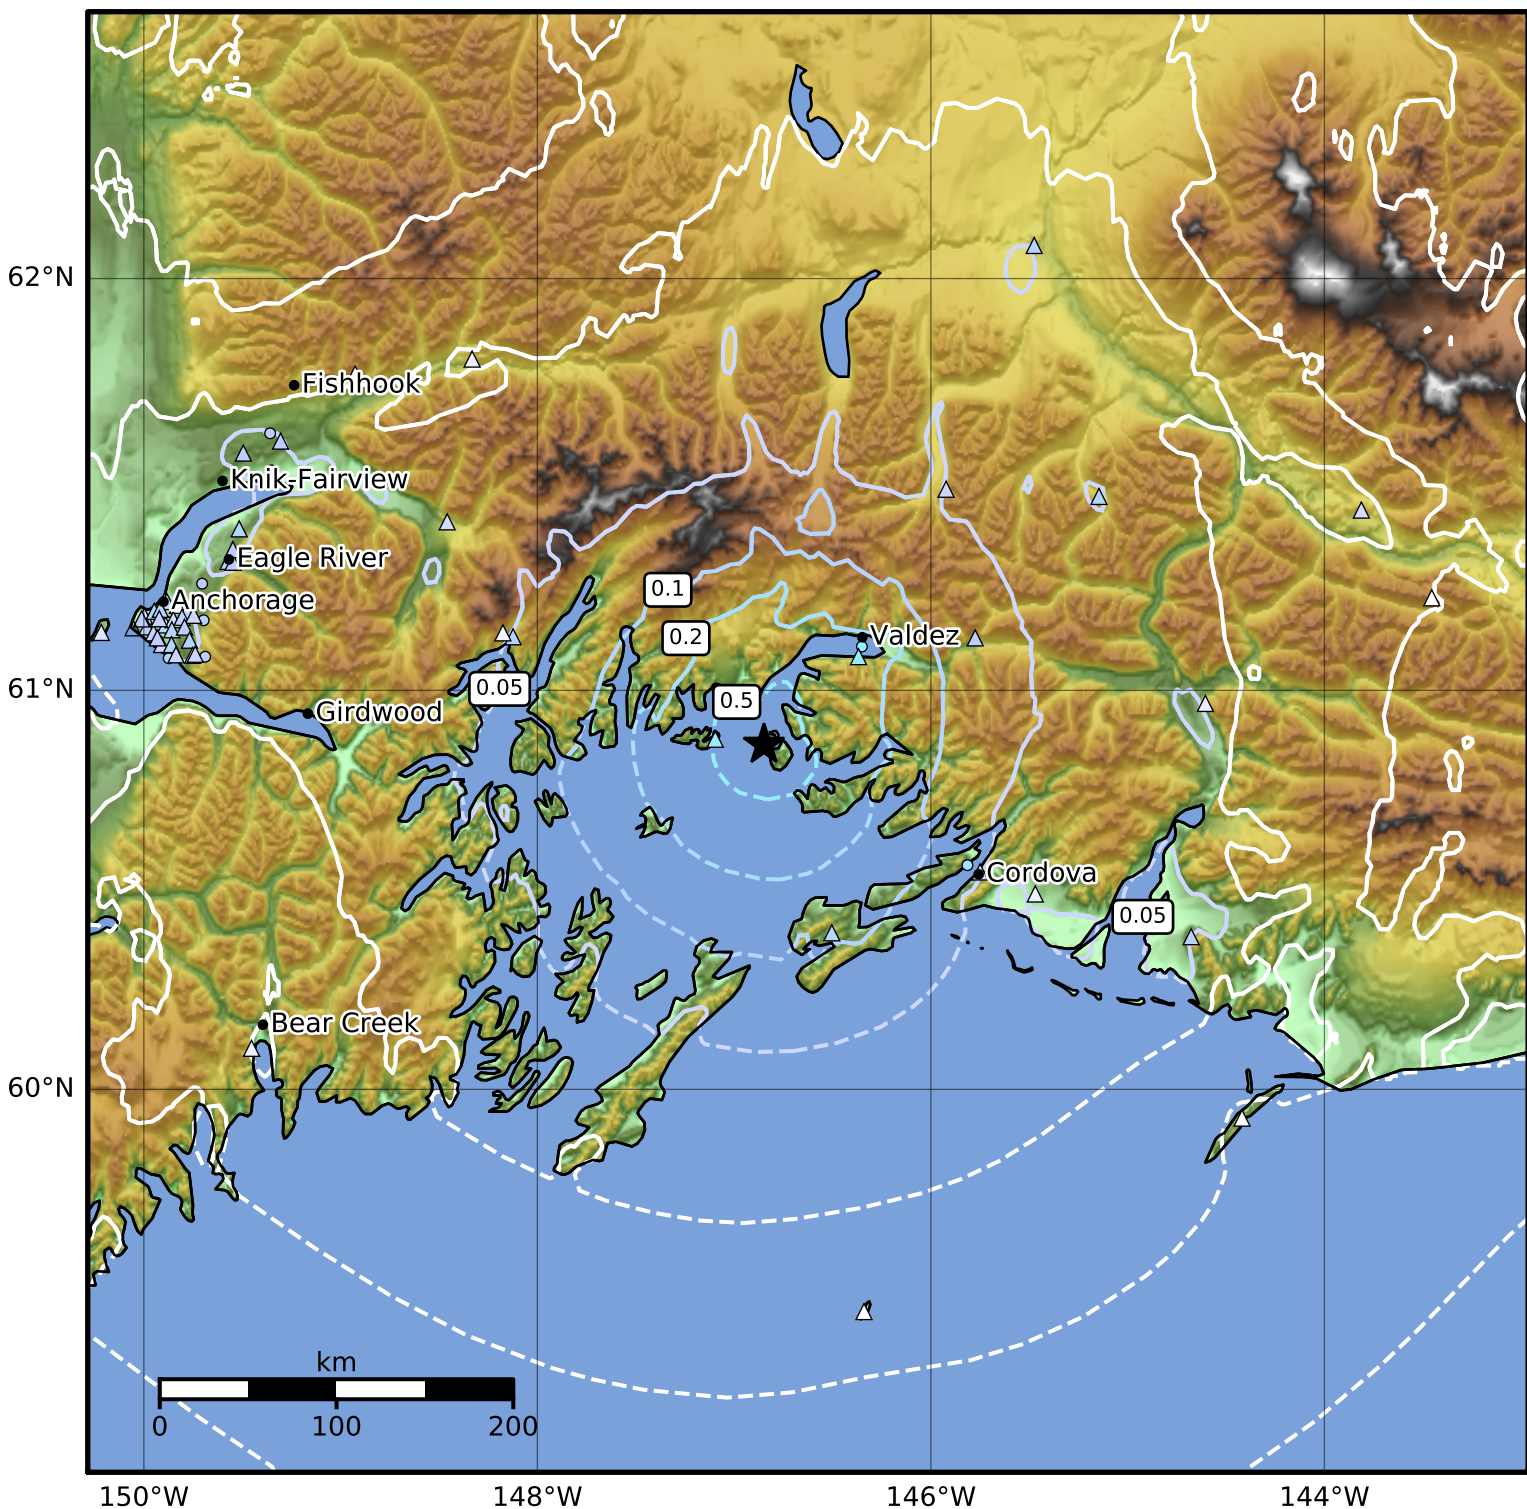 62°N
Fishhook
Knik-Fairview
Eagle River
0.1
Anchorage
0.2
Valdez
61°N
0.05
0.5
Girdwood
Cordova
0.05
Bear Creek
60°N
km
0 100 200
150°W 148°W 146°W 144°W